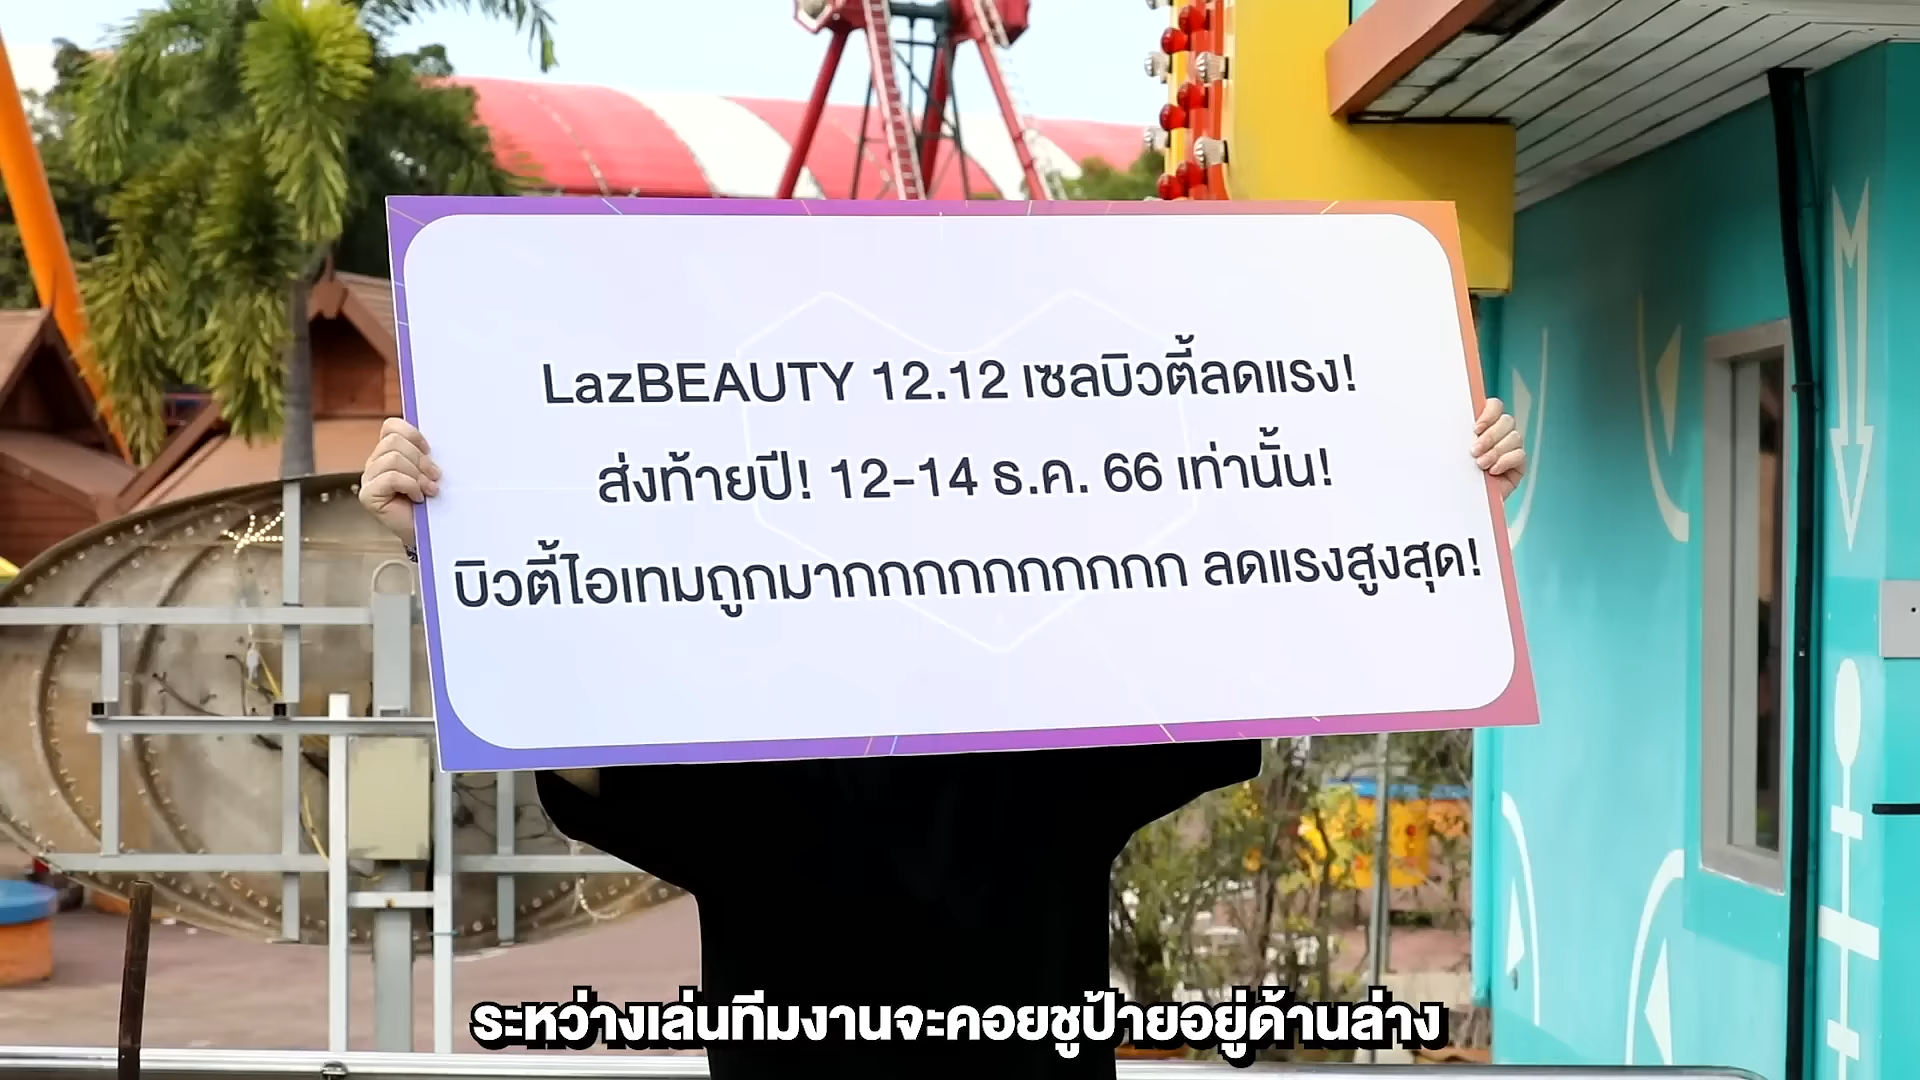 LazBEAUTY 12.12 เซลบิวตี้ลดแรง!
ส่งท้ายปี! 12-14 ธ.ค. 66 เท่านั้น!
บิวตี้ไอเทมถูกมากกกกกกกกกกก ลดแรงสูงสุด!
ระหว่างเล่นทีมงานจะคอยชูป้ายอยู่ด้านล่าง